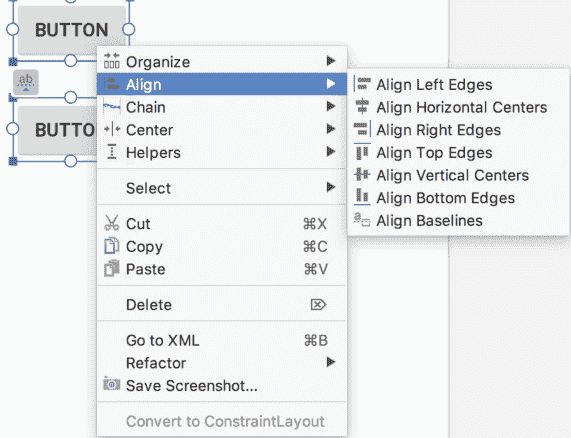 BUTTON
ab
BUTTO
Organize
Align
Chain
Center
Helpers
Select
Cut ⌘X
Copy ⌘C
Paste ⌘V
Delete ⌦
Go to XML ⌘B
Refactor
Save Screenshot...
Convert to ConstraintLayout
Align Left Edges
Align Horizontal Centers
Align Right Edges
Align Top Edges
Align Vertical Centers
Align Bottom Edges
Align Baselines